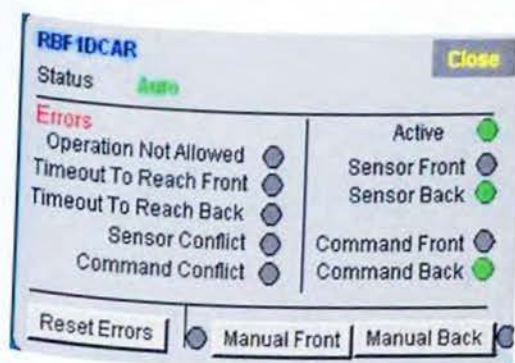 RBF1DCAR
Close
Status Auto
Errors
Operation Not Allowed
Timeout To Reach Front
Timeout To Reach Back
Sensor Conflict
Command Conflict
Active
Sensor Front
Sensor Back
Command Front
Command Back
Reset Errors
Manual Front
Manual Back